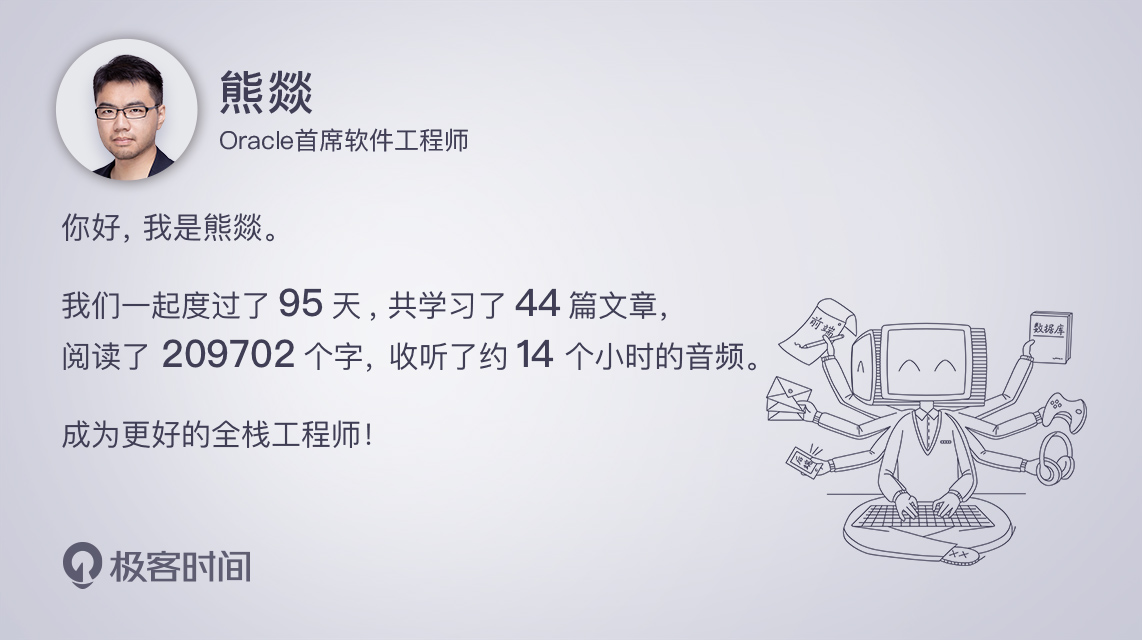 熊燚
Oracle首席软件工程师
你好，我是熊燚。
我们一起度过了 95 天，共学习了 44 篇文章，
阅读了 209702 个字，收听了约 14 个小时的音频。
成为更好的全栈工程师！
前端
数据库
极客时间